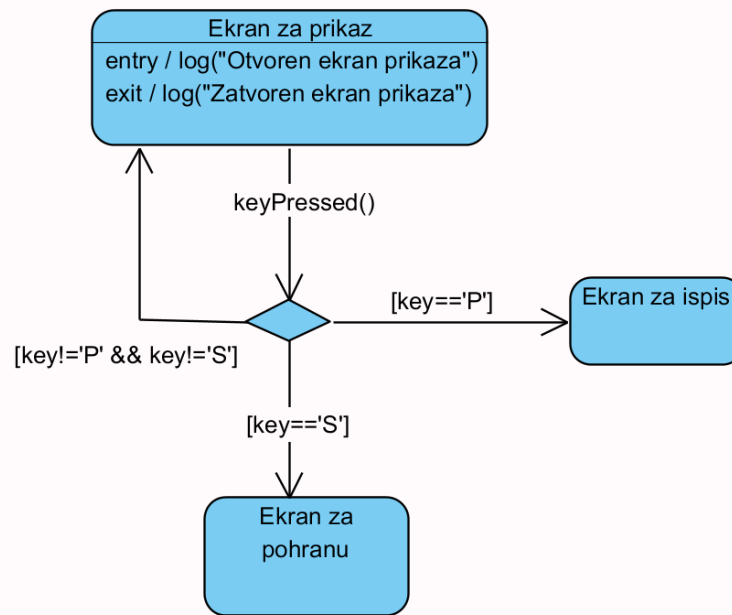 Ekran za prikaz
entry / log("Otvoren ekran prikaza")
exit / log("Zatvoren ekran prikaza")
keyPressed()
[key=='P']
Ekran za ispis
[key!='P' && key!='S']
[key=='S']
Ekran za
pohranu